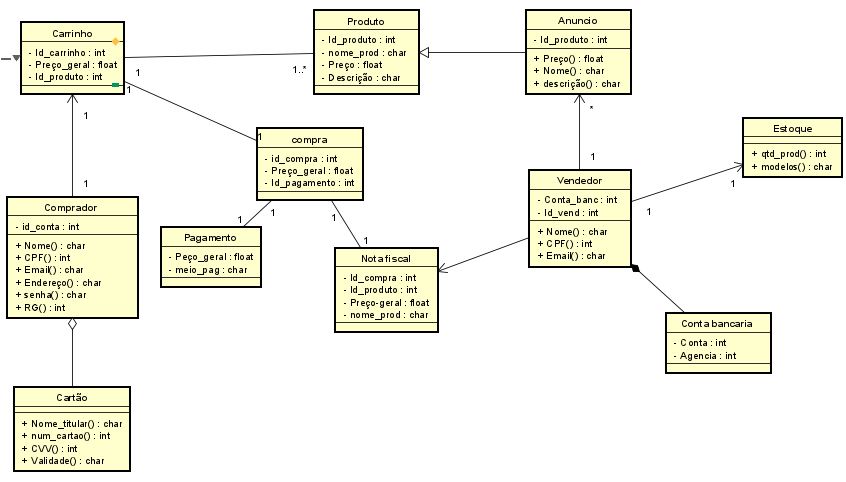 Carrinho
- Id_carrinho : int
- Preço_geral : float
- Id_produto : int
1
1..*
1
Produto
- Id_produto : int
- nome_prod : char
- Preço : float
- Descrição : char
Anuncio
- Id_produto : int
+ Preço() : float
+ Nome() : char
+ descrição() : char
1
*
1
compra
- id_compra : int
- Preço_geral : float
- Id_pagamento : int
Estoque
+ qtd_prod() : int
+ modelos() : char
1
1
1
Vendedor
- Conta_banc : int
- Id_vend : int
+ Nome() : char
+ CPF() : int
+ Email() : char
1
Comprador
- id_conta : int
+ Nome() : char
+ CPF() : int
+ Email() : char
+ Endereço() : char
+ senha() : char
+ RG() : int
1
1
1
1
Pagamento
- Peço_geral : float
- meio_pag : char
Nota fiscal
- Id_compra : int
- Id_produto : int
- Preço-geral : float
- nome_prod : char
Conta bancaria
- Conta : int
- Agencia : int
Cartão
+ Nome_titular() : char
+ num_cartao() : int
+ CVV() : int
+ Validade() : char